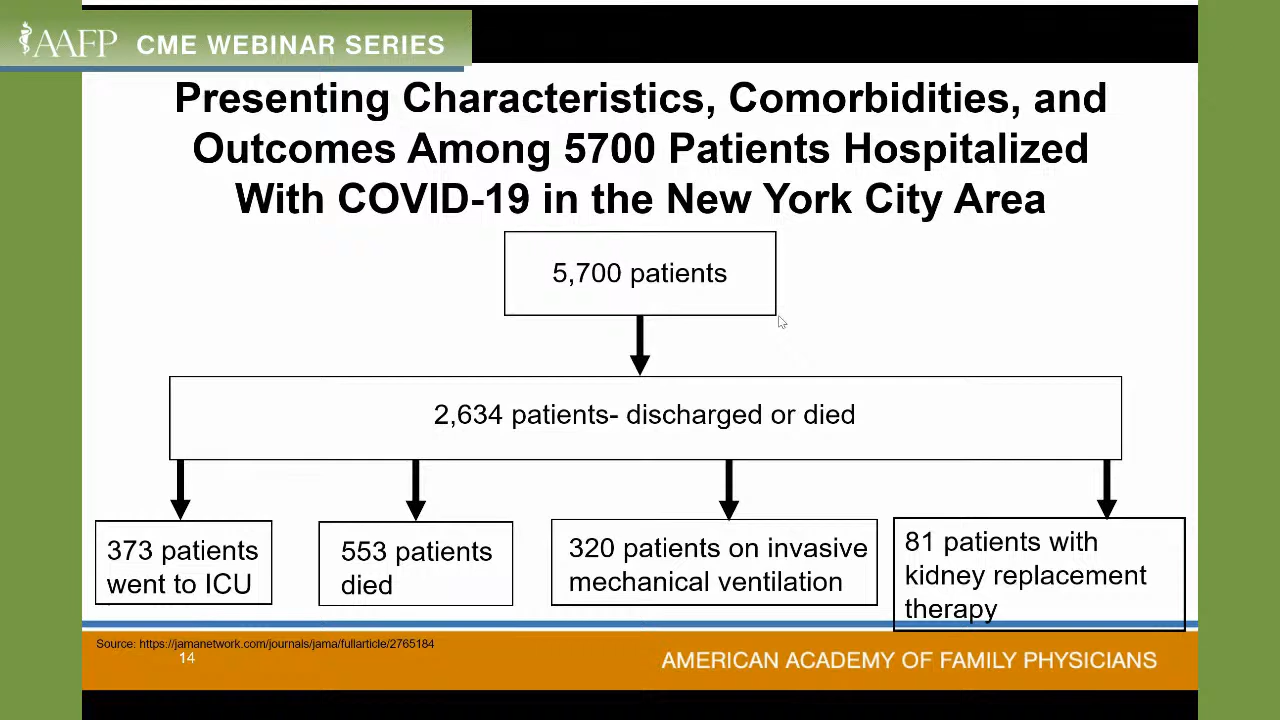 AAFP CME WEBINAR SERIES
Presenting Characteristics, Comorbidities, and
Outcomes Among 5700 Patients Hospitalized
With COVID-19 in the New York City Area
5,700 patients
2,634 patients- discharged or died
373 patients
went to ICU
553 patients
died
320 patients on invasive
mechanical ventilation
81 patients with
kidney replacement
therapy
Source: https://jamanetwork.com/journals/jama/fullarticle/2765184
14
AMERICAN ACADEMY OF FAMILY PHYSICIANS